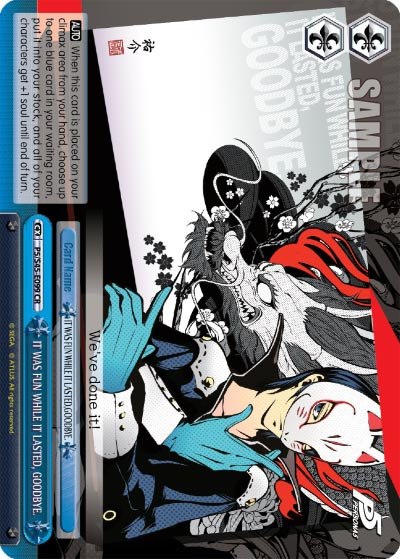 IT WAS FUN WHILE
IT LASTED,
GOODBYE.
SAMPLE
祐介
We've done it!
P5
PERSONA5
[AUTO] When this card is placed on your
climax area from your hand, choose up
to one blue card in your waiting room,
put it into your stock, and all of your
characters get +1 soul until end of turn.
Card Name
IT WAS FUN WHILE IT LASTED, GOODBYE.
CX P5/S45-E099 CR IT WAS FUN WHILE IT LASTED, GOODBYE.
© SEGA © ATLUS. All rights reserved.